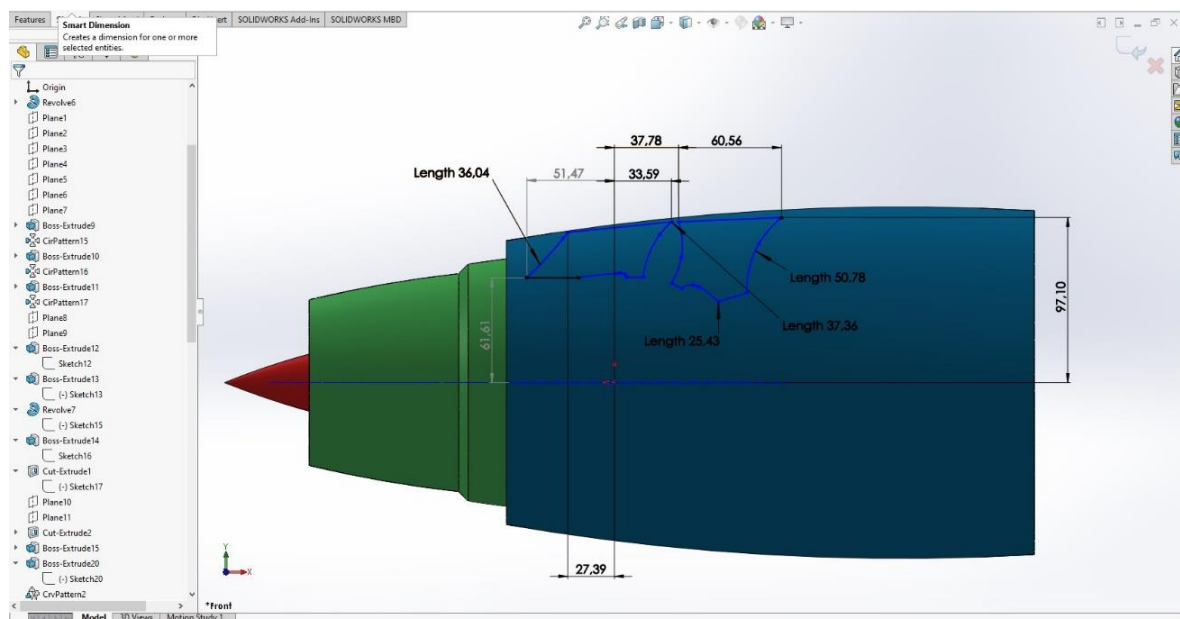 Features
SOLIDWORKS Add-Ins
SOLIDWORKS MBD
Smart Dimension
Creates a dimension for one or more
selected entities.
Origin
Revolve6
Plane1
Plane2
Plane3
Plane4
Plane5
Plane6
Plane7
Boss-Extrude9
CirPattern15
Boss-Extrude10
CirPattern16
Boss-Extrude11
CirPattern17
Plane8
Plane9
Boss-Extrude12
Sketch12
Boss-Extrude13
(-) Sketch13
Revolve7
(-) Sketch15
Boss-Extrude14
Sketch16
Cut-Extrude1
(-) Sketch17
Plane10
Plane11
Cut-Extrude2
Boss-Extrude15
Boss-Extrude20
(-) Sketch20
CrvPattern2
37,78
60,56
Length 36,04
51,47
33,59
Length 50,78
97,10
61,61
Length 37,36
Length 25,43
27,39
Y
X
*Front
Model
3D Views
Motion Study 1